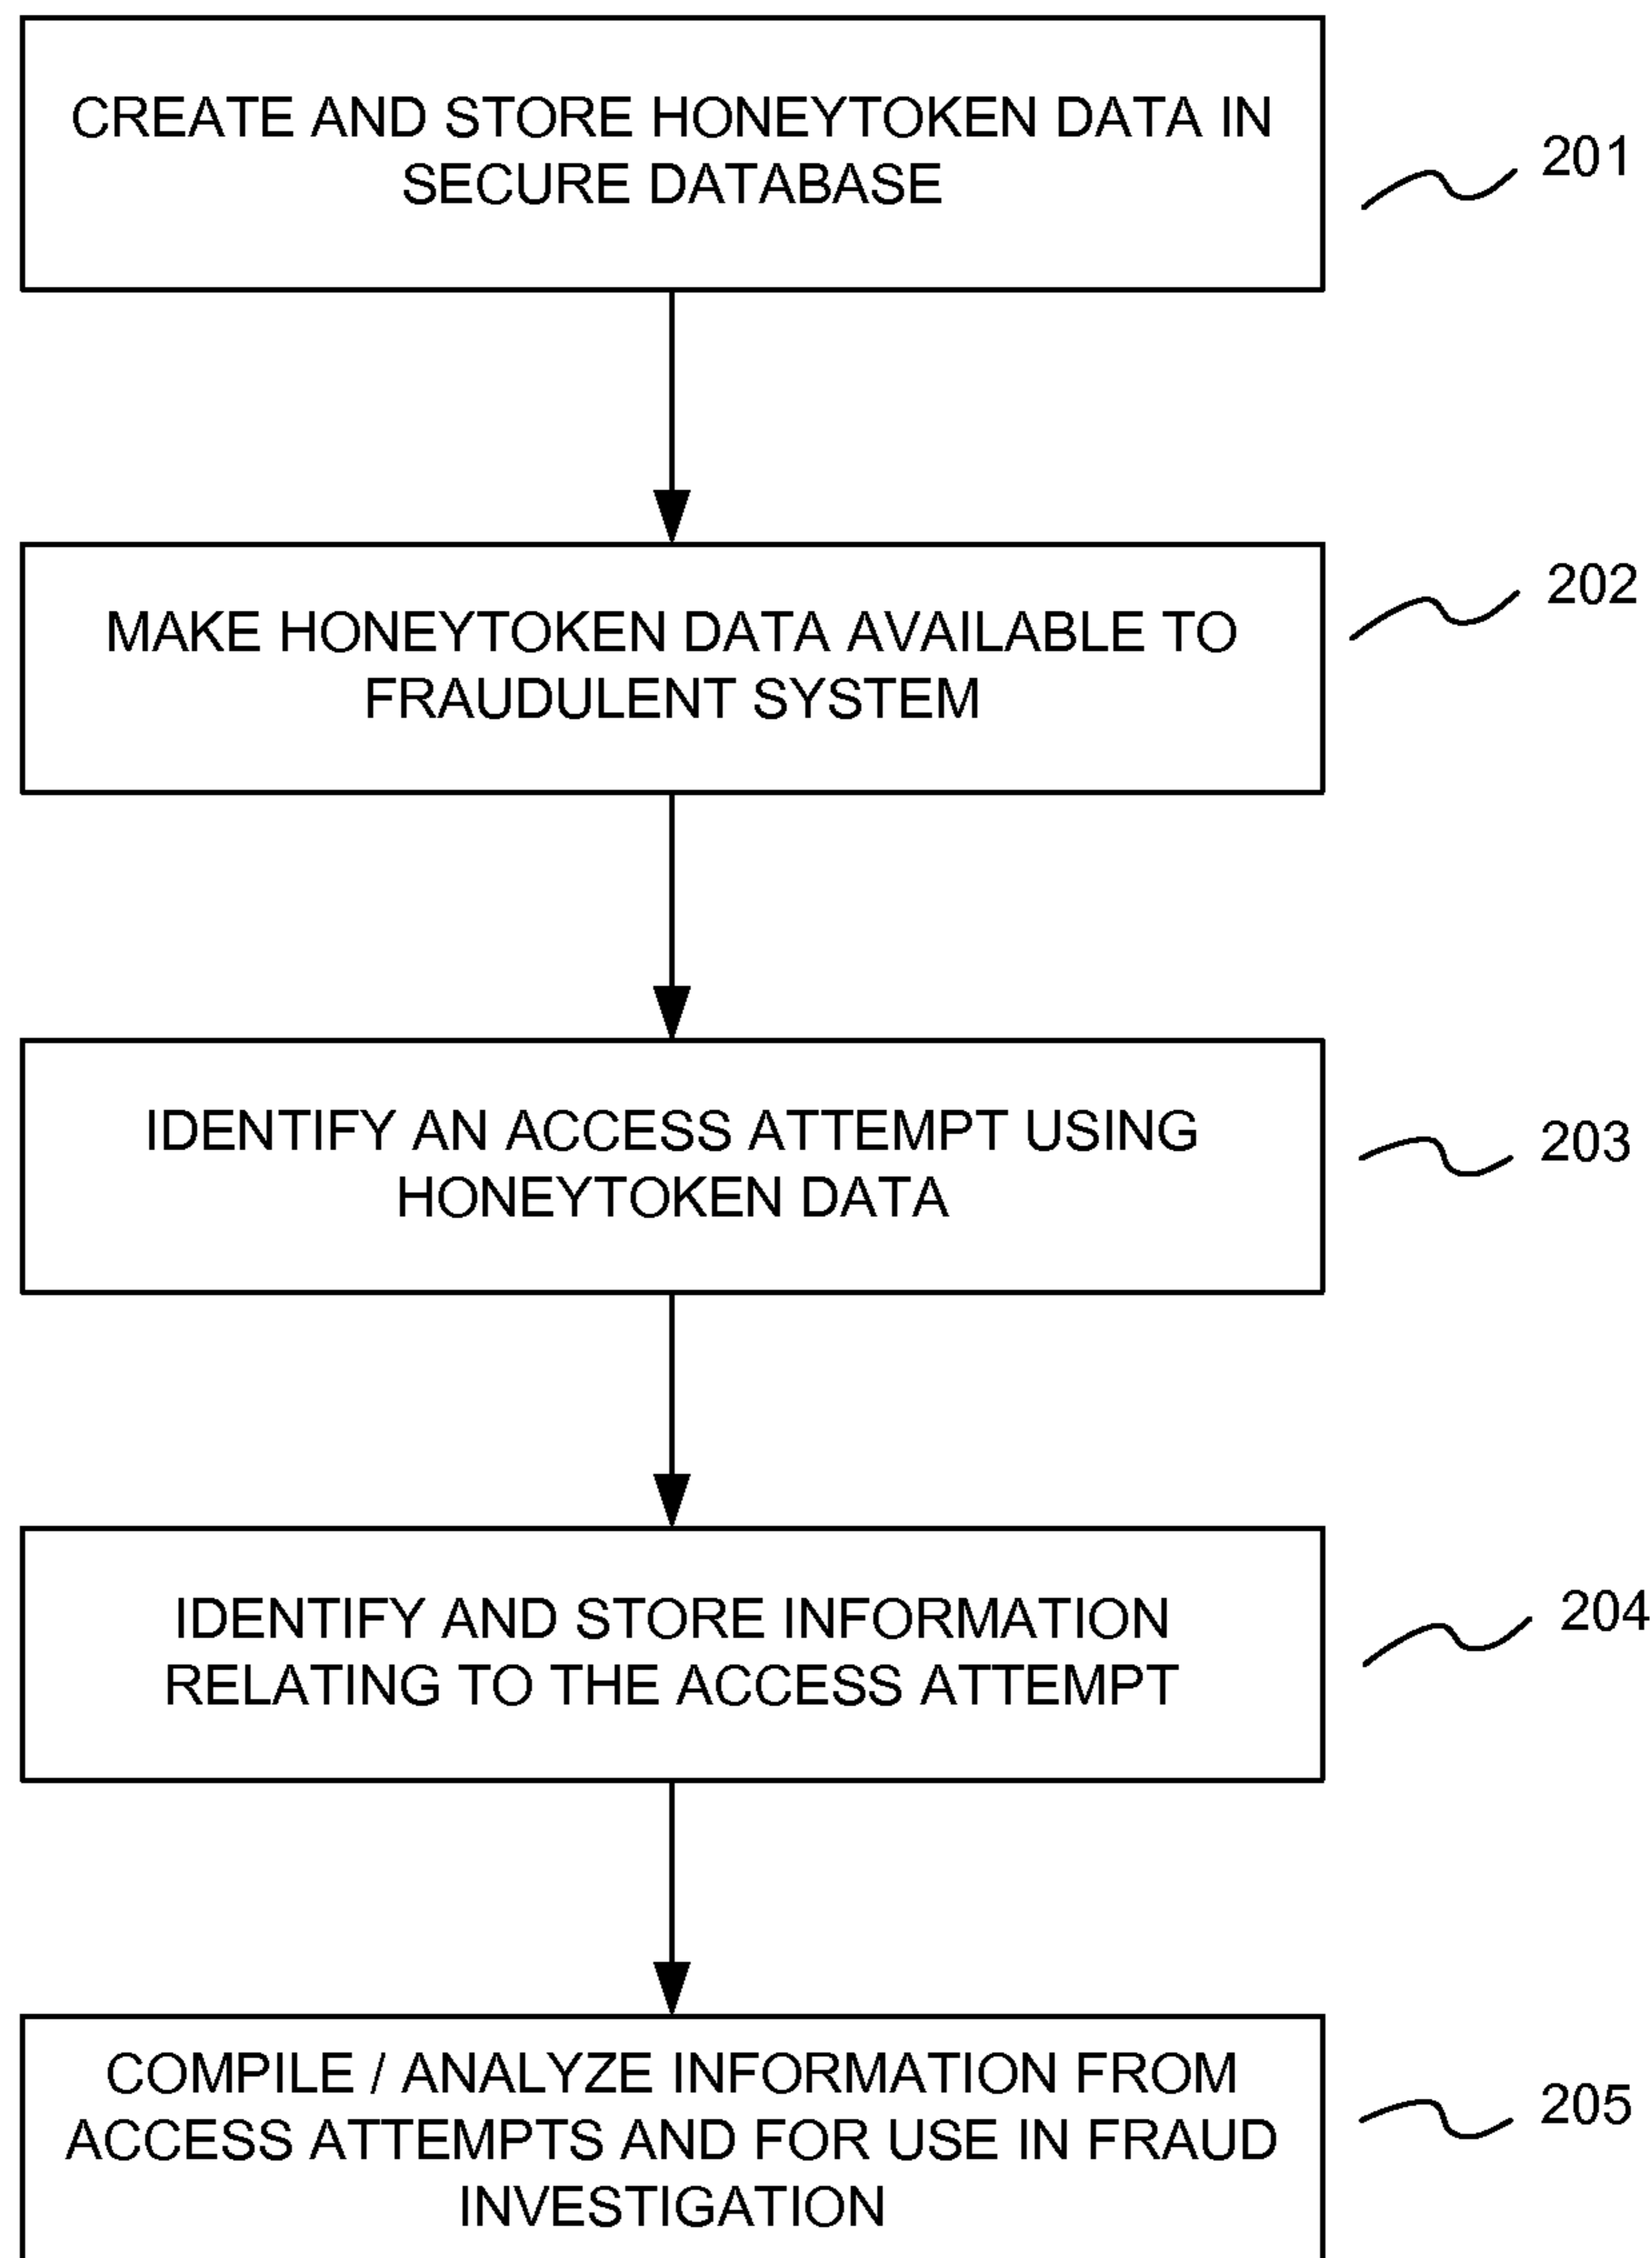 CREATE AND STORE HONEYTOKEN DATA IN
SECURE DATABASE
201
MAKE HONEYTOKEN DATA AVAILABLE TO
FRAUDULENT SYSTEM
202
IDENTIFY AN ACCESS ATTEMPT USING
HONEYTOKEN DATA
203
IDENTIFY AND STORE INFORMATION
RELATING TO THE ACCESS ATTEMPT
204
COMPILE / ANALYZE INFORMATION FROM
ACCESS ATTEMPTS AND FOR USE IN FRAUD
INVESTIGATION
205